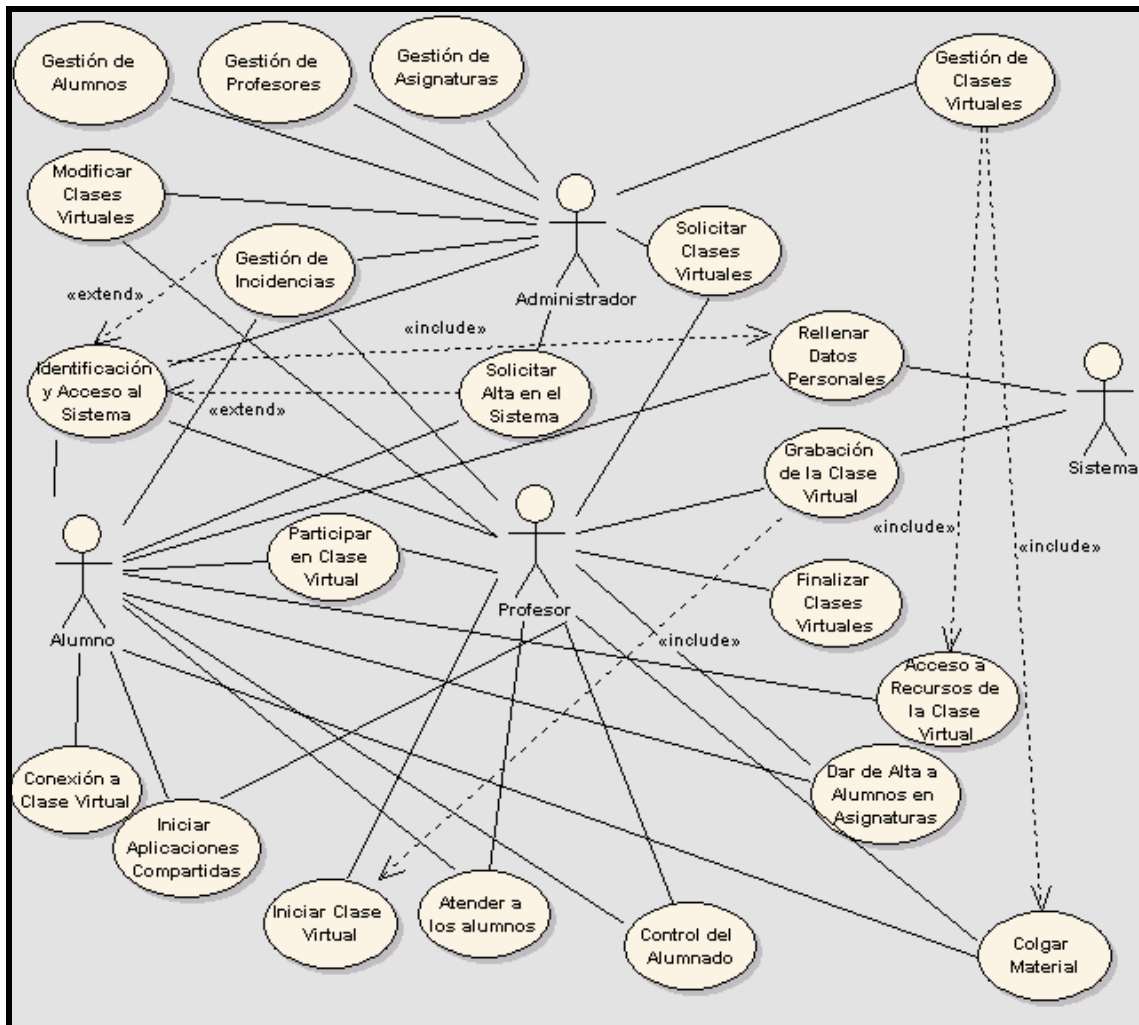 Gestión de
Alumnos
Gestión de
Profesores
Gestión de
Asignaturas
Gestión de
Clases
Virtuales
Modificar
Clases
Virtuales
Gestión de
Incidencias
Solicitar
Clases
Virtuales
Administrador
«extend»
«include»
Rellenar
Datos
Personales
Identificación
y Acceso al
Sistema
Solicitar
Alta en el
Sistema
«extend»
Sistema
Grabación
de la Clase
Virtual
«include»
«include»
Participar
en Clase
Virtual
Finalizar
Clases
Virtuales
Profesor
Alumno
«include»
Acceso a
Recursos de
la Clase
Virtual
Conexión a
Clase Virtual
Dar de Alta a
Alumnos en
Asignaturas
Iniciar
Aplicaciones
Compartidas
Iniciar Clase
Virtual
Atender a
los alumnos
Control del
Alumnado
Colgar
Material